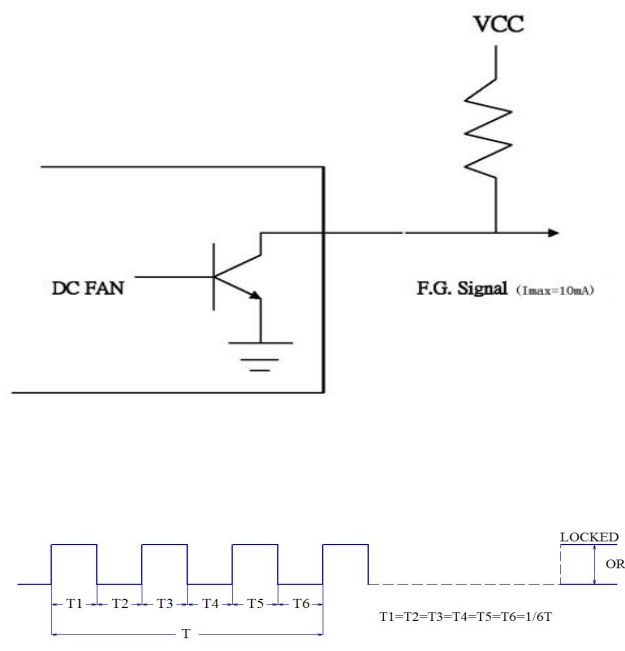 VCC
DC FAN
F.G. Signal (Imax=10mA)
LOCKED
OR
T1 T2 T3 T4 T5 T6
T1=T2=T3=T4=T5=T6=1/6T
T